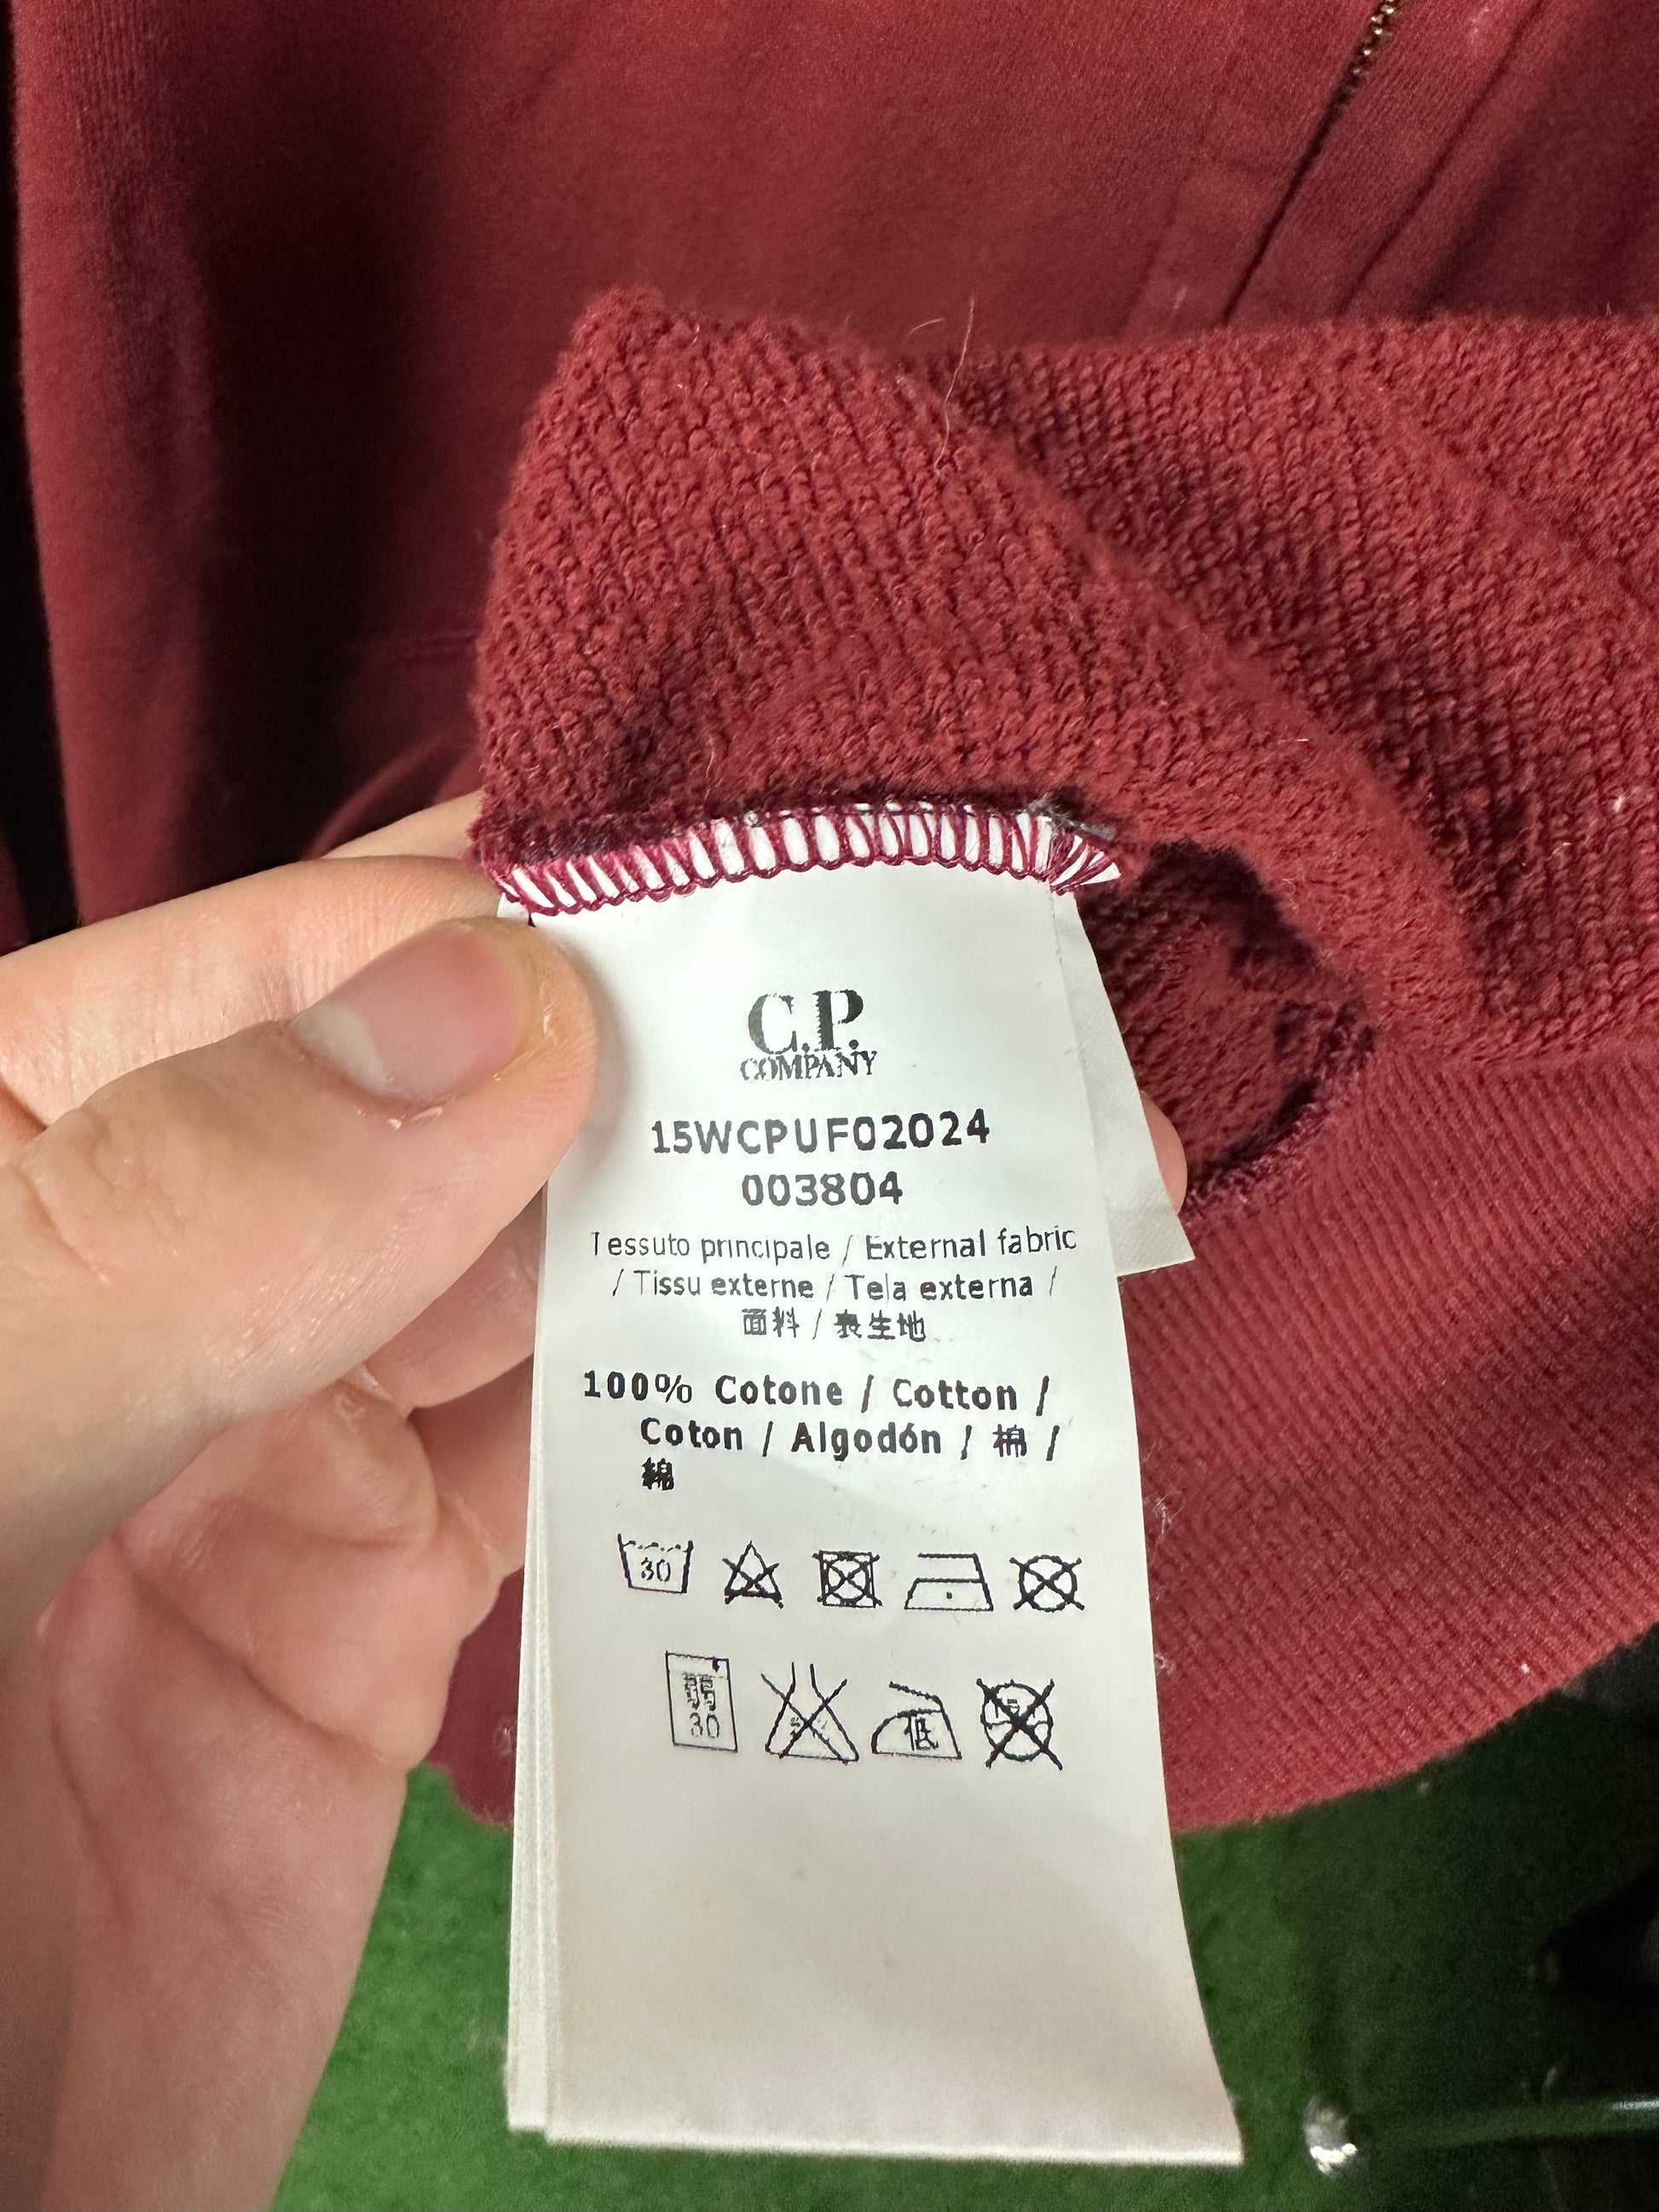 C.P.
COMPANY
15WCPUF02024
003804
Tessuto principale / External fabric
/ Tissu externe / Tela externa /
面料 / 表生地
100% Cotone / Cotton /
Coton / Algodón / 棉 /
綿
30
30
低